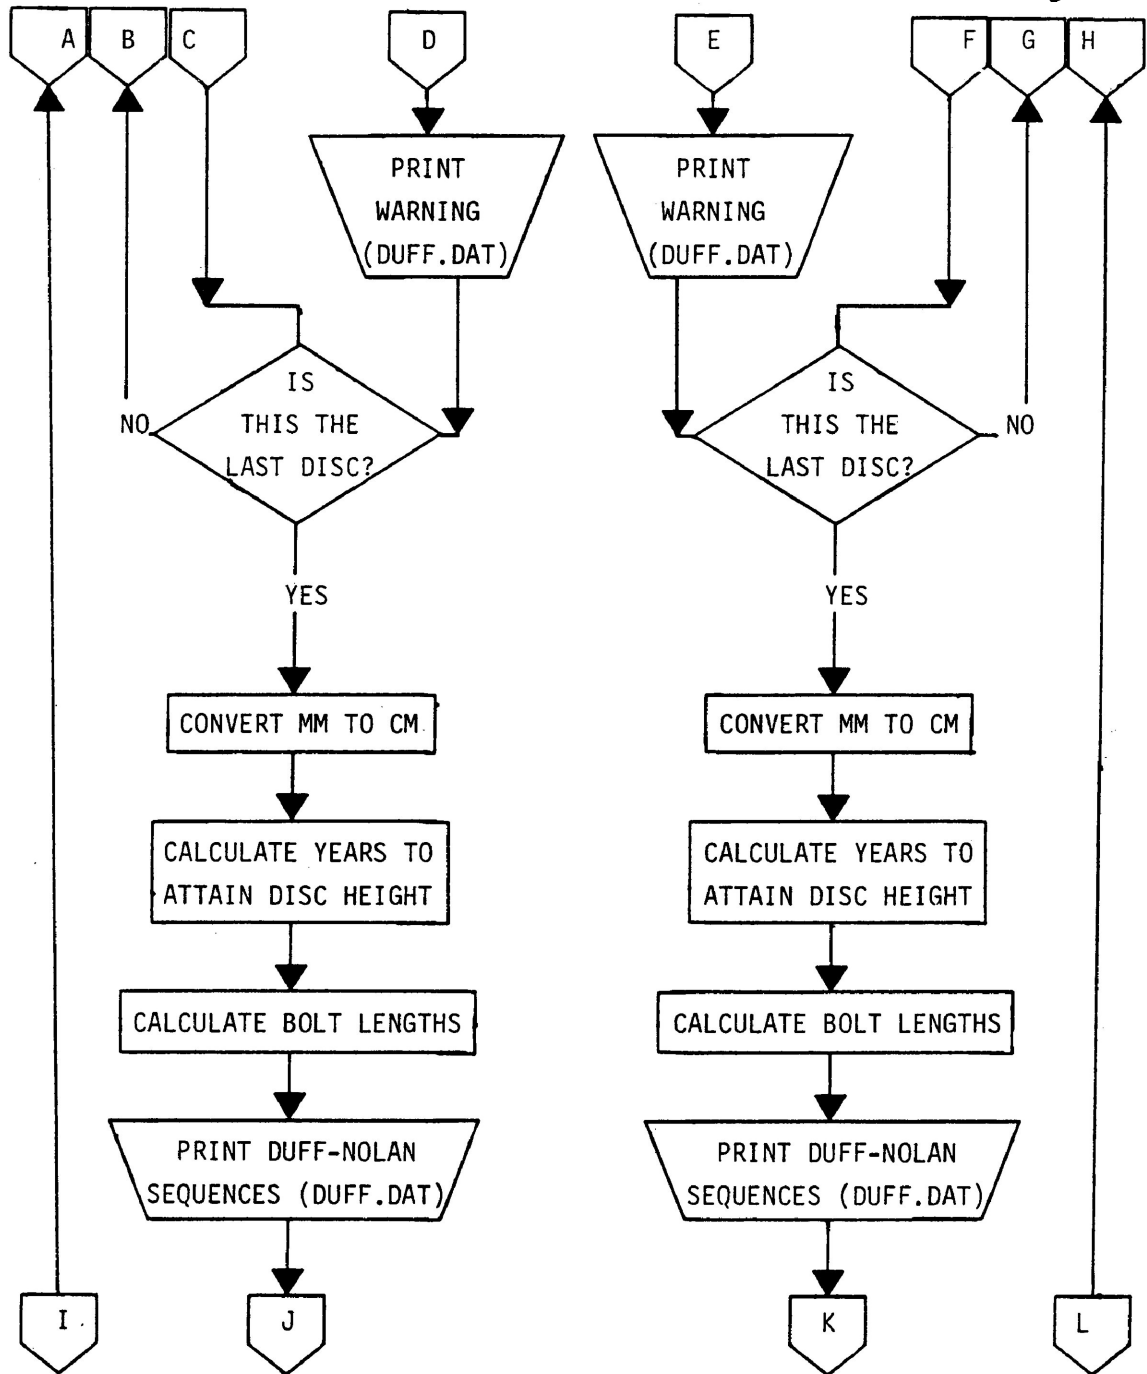 A B C D E F G H
PRINT
WARNING
(DUFF.DAT)
PRINT
WARNING
(DUFF.DAT)
IS
THIS THE
LAST DISC?
NO
IS
THIS THE
LAST DISC?
NO
YES
YES
CONVERT MM TO CM
CONVERT MM TO CM
CALCULATE YEARS TO
ATTAIN DISC HEIGHT
CALCULATE YEARS TO
ATTAIN DISC HEIGHT
CALCULATE BOLT LENGTHS
CALCULATE BOLT LENGTHS
PRINT DUFF-NOLAN
SEQUENCES (DUFF.DAT)
PRINT DUFF-NOLAN
SEQUENCES (DUFF.DAT)
I J K L